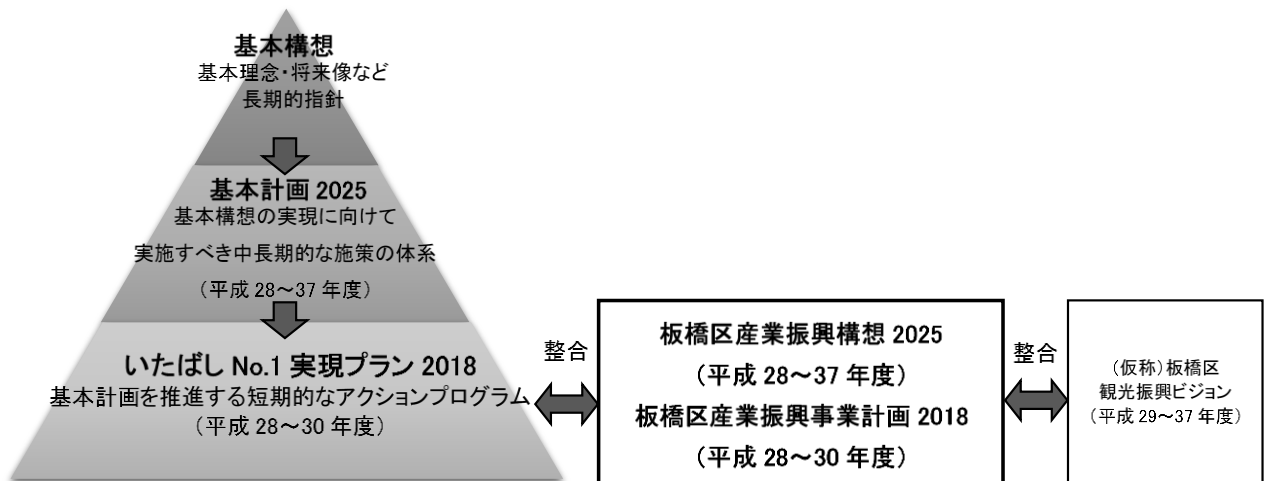 基本構想
基本理念・将来像など
長期的指針
基本計画 2025
基本構想の実現に向けて
実施すべき中長期的な施策の体系
（平成 28～37 年度）
いたばし No.1 実現プラン 2018
基本計画を推進する短期的なアクションプログラム
（平成 28～30 年度）
整合
板橋区産業振興構想 2025
（平成 28～37 年度）
板橋区産業振興事業計画 2018
（平成 28～30 年度）
整合
（仮称）板橋区
観光振興ビジョン
（平成 29～37 年度）